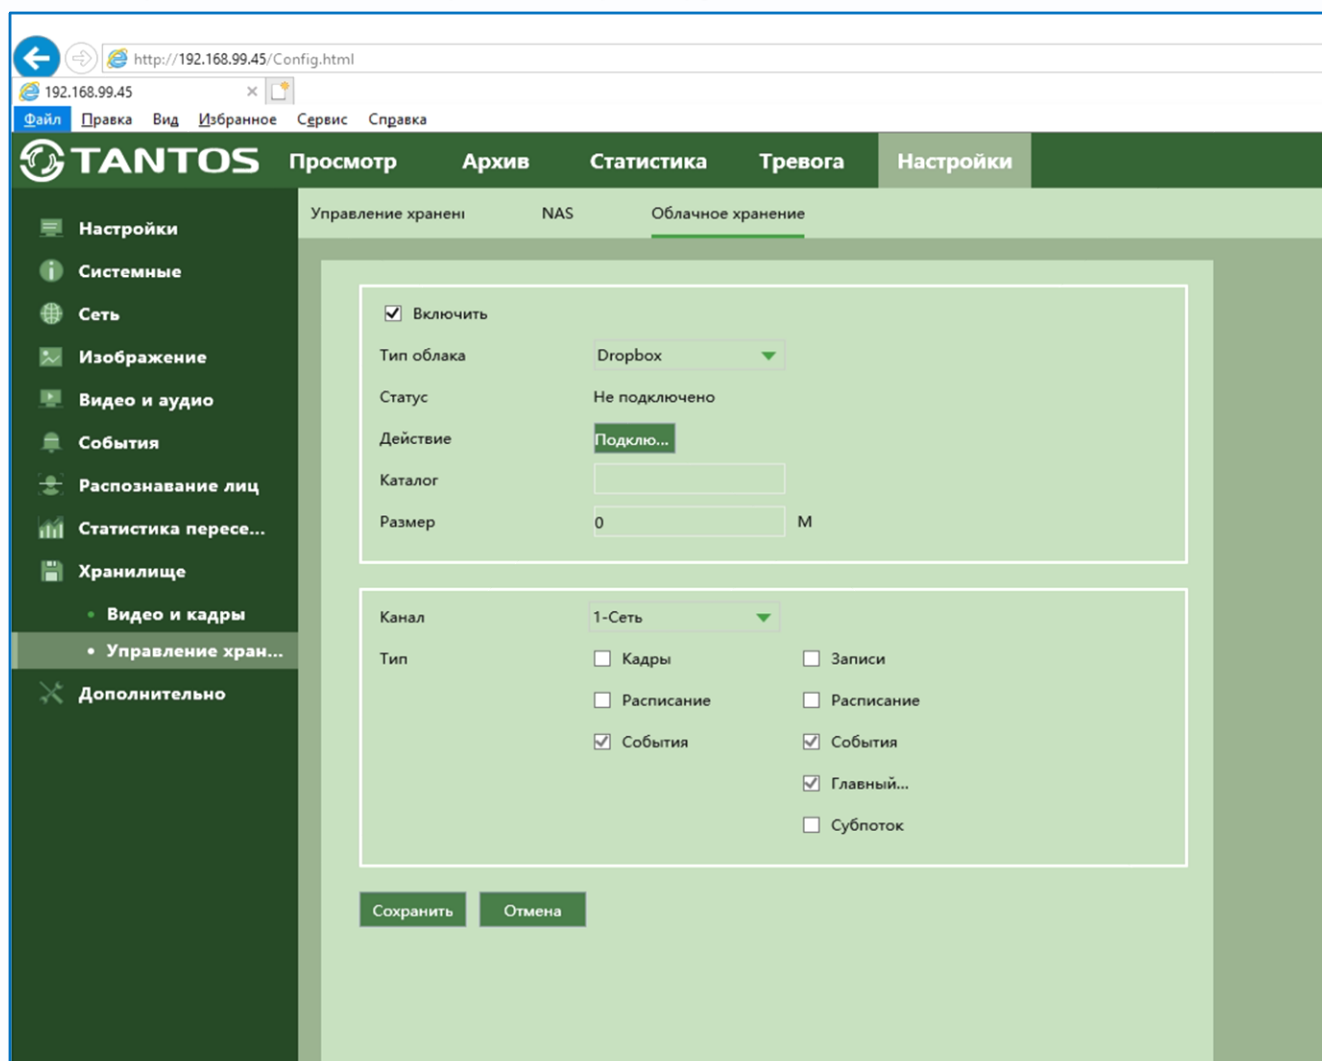 http://192.168.99.45/Config.html
192.168.99.45
Файл Правка Вид Избранное Сервис Справка
TANTOS Просмотр Архив Статистика Тревога Настройки
Управление хранені NAS Облачное хранение
Настройки
Системные
Сеть
Изображение
Видео и аудио
События
Распознавание лиц
Статистика пересе...
Хранилище
Видео и кадры
Управление хран...
Дополнительно
Включить
Тип облака Dropbox
Статус Не подключено
Действие Подклю...
Каталог
Размер 0 М
Канал 1-Сеть
Тип Кадры Записи
Расписание Расписание
События События
Главный...
Субпоток
Сохранить Отмена